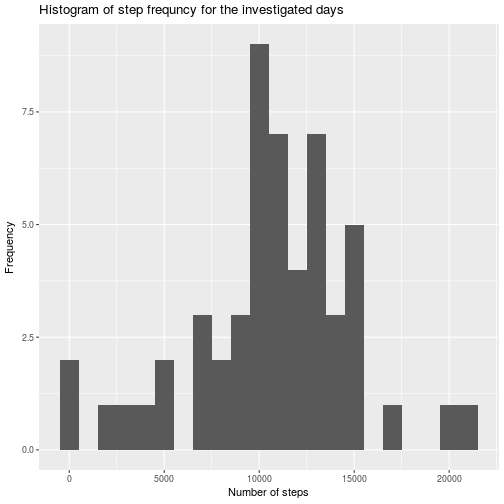 Histogram of step frequncy for the investigated days
7.5
5.0
2.5
0.0
Frequency
0 5000 10000 15000 20000
Number of steps